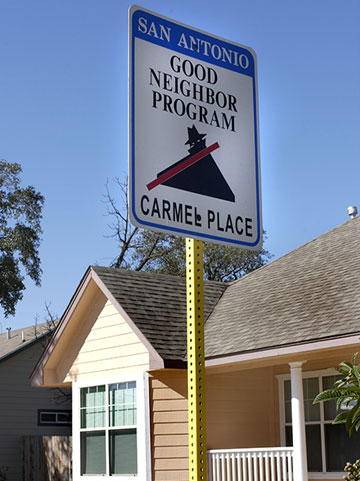 SAN ANTONIO
GOOD
NEIGHBOR
PROGRAM
CARMEL PLACE